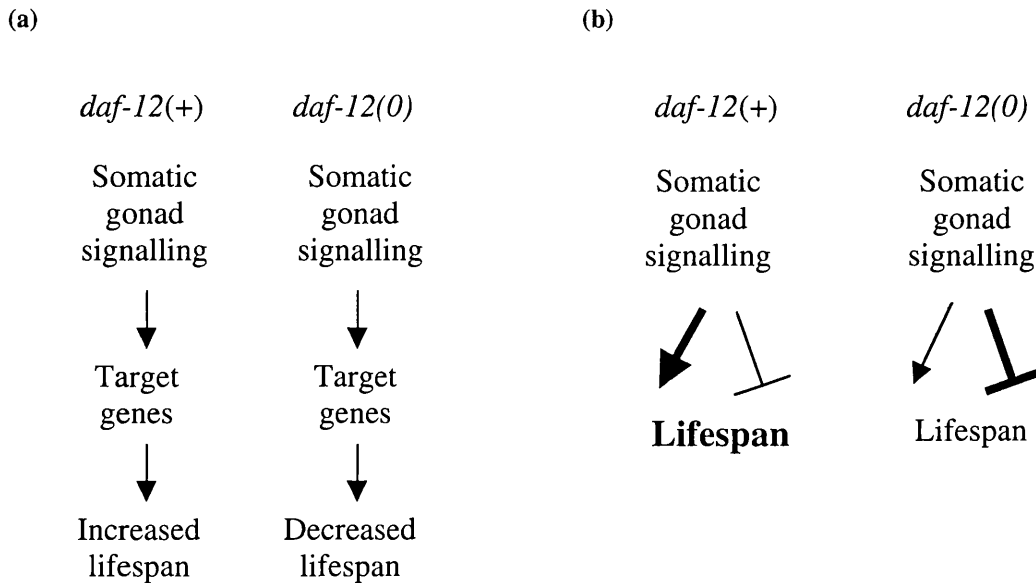 (a)
daf-12(+)
Somatic
gonad
signalling
Target
genes
Increased
lifespan
daf-12(0)
Somatic
gonad
signalling
Target
genes
Decreased
lifespan
(b)
daf-12(+)
Somatic
gonad
signalling
Lifespan
daf-12(0)
Somatic
gonad
signalling
Lifespan